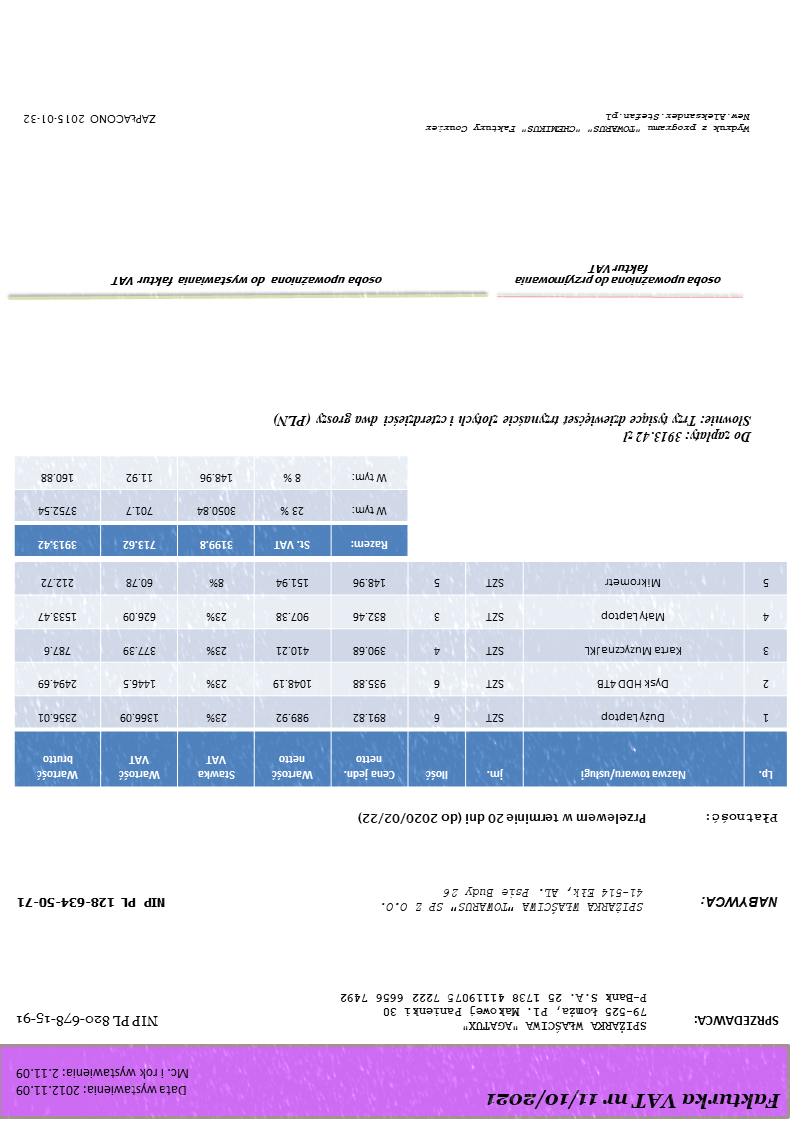 Fakturka VAT nr 11/10/2021
Data wystawienia: 2012.11.09
Mc. i rok wystawienia: 2.11.09
SPRZEDAWCA:
SPIŻARKA WŁAŚCIWA "AGATUX"
79-525 Łomża, Pl. Makowej Panienki 30
P-Bank S.A. 25 1738 41119075 7222 6656 7492
NIP PL 820-678-15-91
NABYWCA:
SPIŻARKA WŁAŚCIWA "TOWARUS" SP Z O.O.
41-514 Ełk, AL. Psie Budy 26
NIP PL 128-634-50-71
Płatność:
Przelewem w terminie 20 dni (do 2020/02/22)
Lp. Nazwa towaru/usługi jm. Ilość Cena jedn. netto Wartość netto Stawka VAT Wartość VAT Wartość brutto
1 Duży Laptop SZT 6 891.82 989.92 23% 1366.09 2356.01
2 Dysk HDD 4TB SZT 6 935.88 1048.19 23% 1446.5 2494.69
3 Karta Muzyczna JKL SZT 4 390.68 410.21 23% 377.39 787.6
4 Mały Laptop SZT 3 832.46 907.38 23% 626.09 1533.47
5 Mikrometr SZT 5 148.96 151.94 8% 60.78 212.72
Razem: St. VAT 3199.8 713.62 3913.42
W tym: 23 % 3050.84 701.7 3752.54
W tym: 8 % 148.96 11.92 160.88
Do zapłaty: 3913.42 zł
Słownie: Trzy tysiące dziewięćset trzynaście złotych i czterdzieści dwa groszy (PLN)
osoba upoważniona do przyjmowania
faktur VAT
osoba upoważniona do wystawiania faktur VAT
Wydruk z programu "TOWARUS" "CHEMIKUS" Faktury Courier
New.Aleksander.Stefan.pl
ZAPŁACONO 2015-01-32